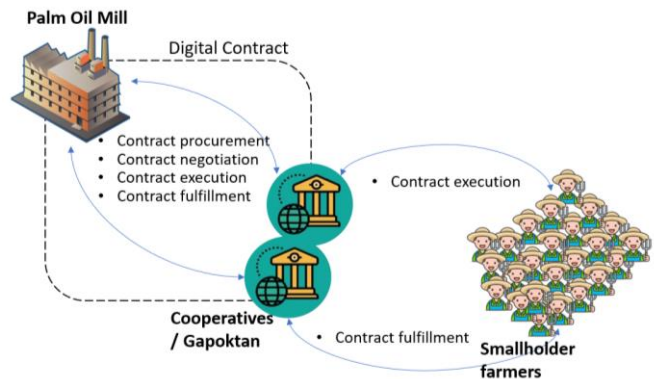 Palm Oil Mill
Digital Contract
• Contract procurement
• Contract negotiation
• Contract execution
• Contract fulfillment
• Contract execution
Cooperatives
/ Gapoktan
• Contract fulfillment
Smallholder
farmers